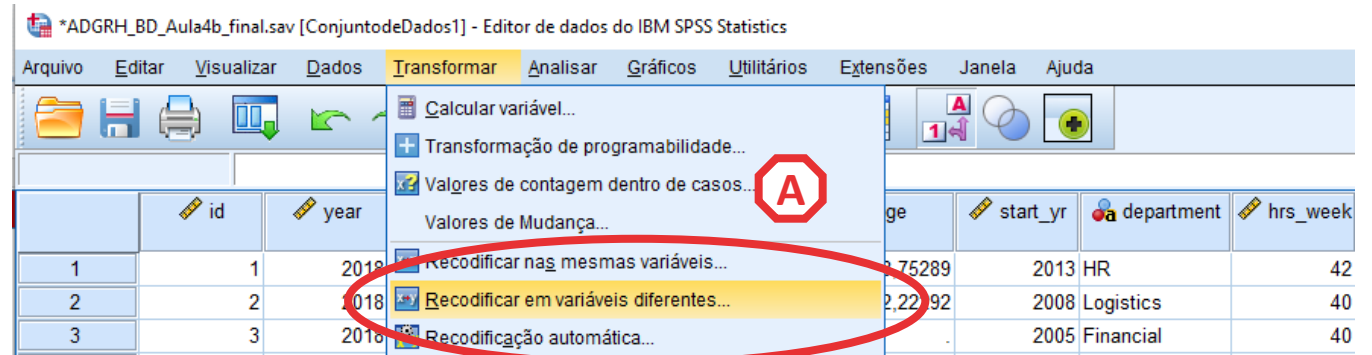 *ADGRH_BD_Aula4b_final.sav [ConjuntodeDados1] - Editor de dados do IBM SPSS Statistics
Arquivo Editar Visualizar Dados Transformar Analisar Gráficos Utilitários Extensões Janela Ajuda
Calcular variável...
Transformação de programabilidade...
Valores de contagem dentro de casos...
A
Valores de Mudança...
Recodificar nas mesmas variáveis...
Recodificar em variáveis diferentes...
Recodificação automática...
A
1
id year ge start_yr department hrs_week
1 1 2018 ,75289 2013 HR 42
2 2 2018 2,22292 2008 Logistics 40
3 3 2018 . 2005 Financial 40